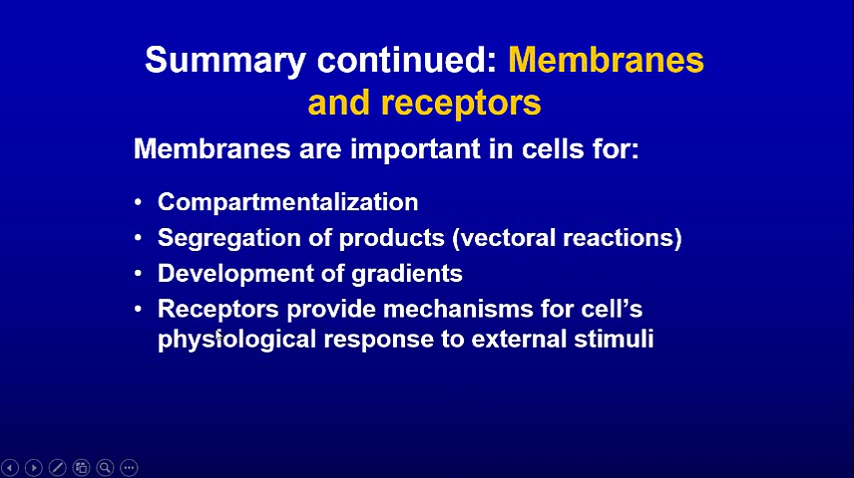 Summary continued: Membranes
and receptors
Membranes are important in cells for:
• Compartmentalization
• Segregation of products (vectoral reactions)
• Development of gradients
• Receptors provide mechanisms for cell's
physiological response to external stimuli